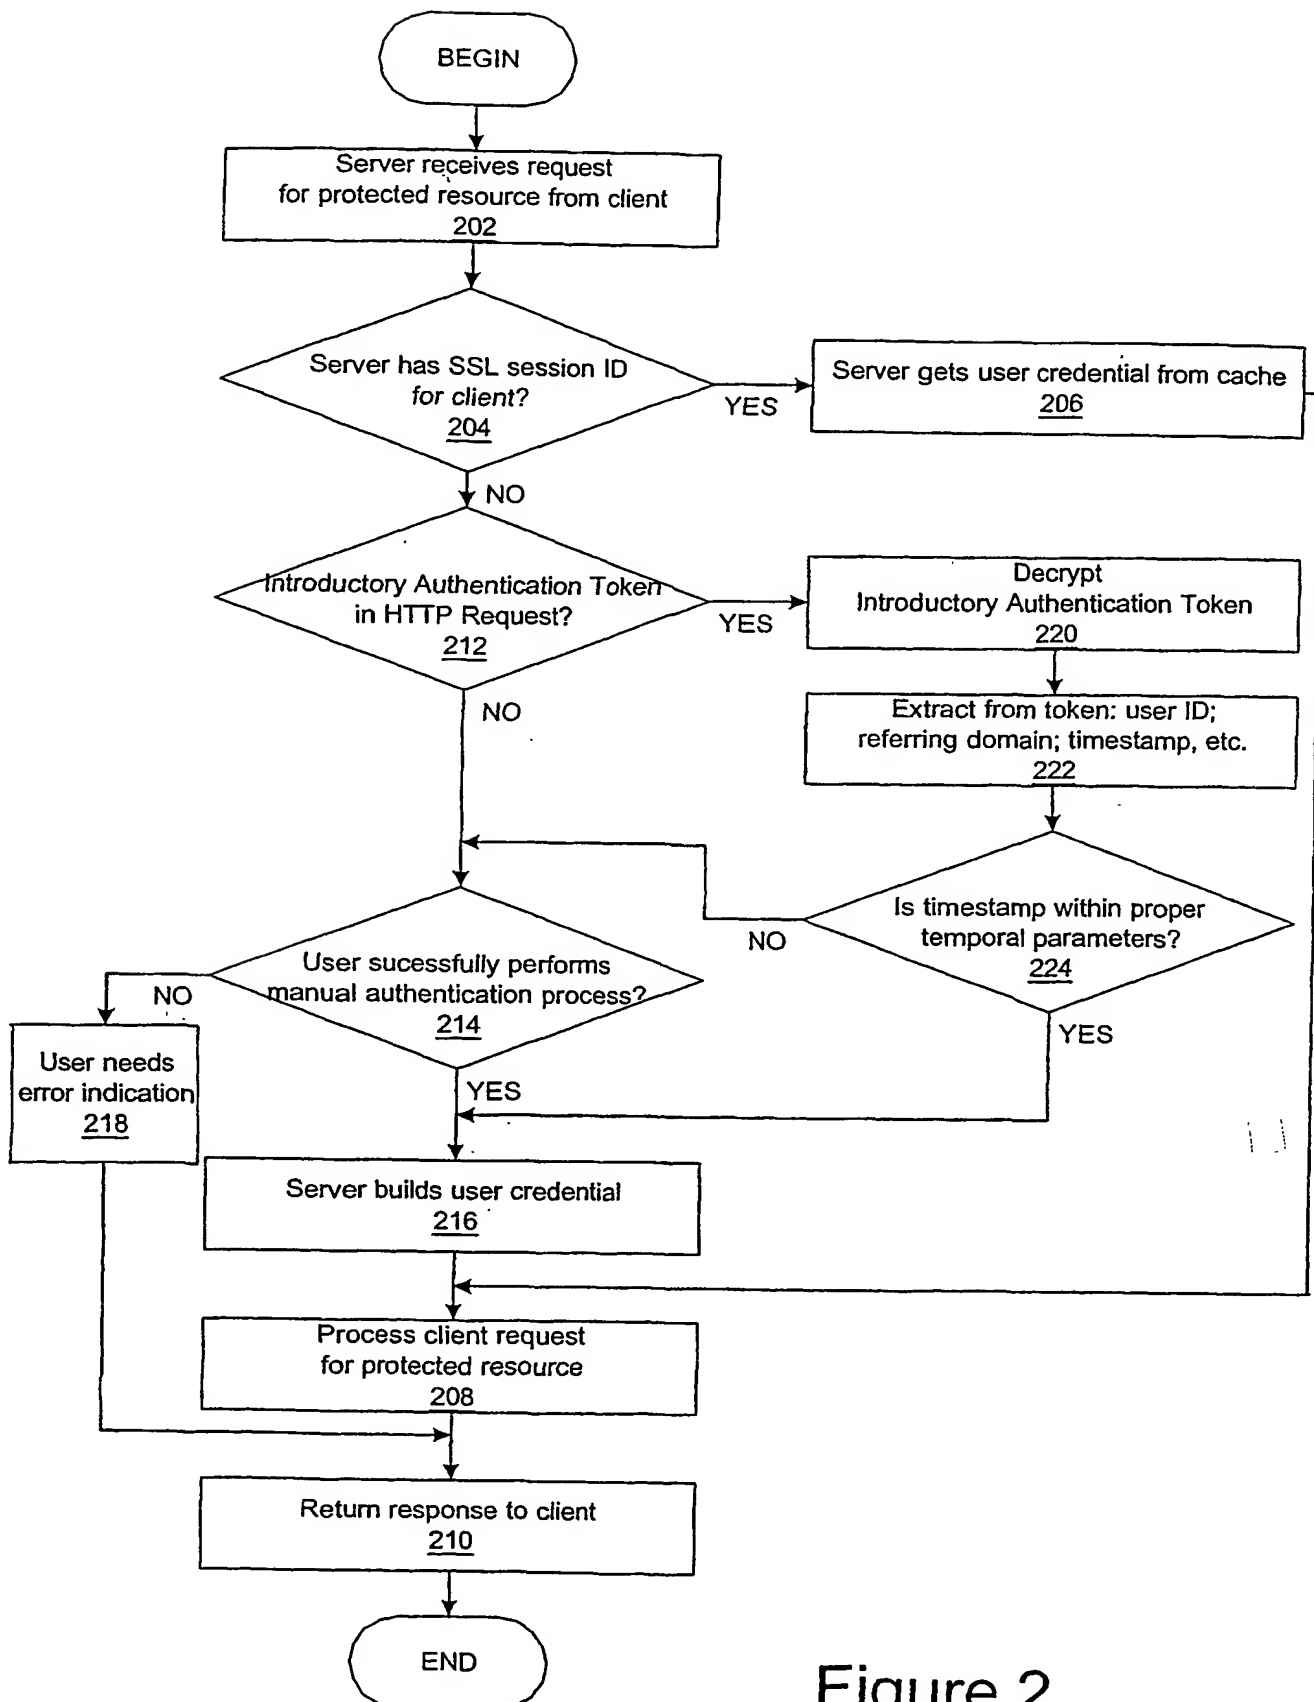 BEGIN
Server receives request
for protected resource from client
202
Server has SSL session ID
for client?
204
YES
Server gets user credential from cache
206
NO
Introductory Authentication Token
in HTTP Request?
212
YES
Decrypt
Introductory Authentication Token
220
NO
Extract from token: user ID;
referring domain; timestamp, etc.
222
Is timestamp within proper
temporal parameters?
224
NO
YES
User sucessfully performs
manual authentication process?
214
NO
YES
User needs
error indication
218
Server builds user credential
216
Process client request
for protected resource
208
Return response to client
210
END
Figure 2